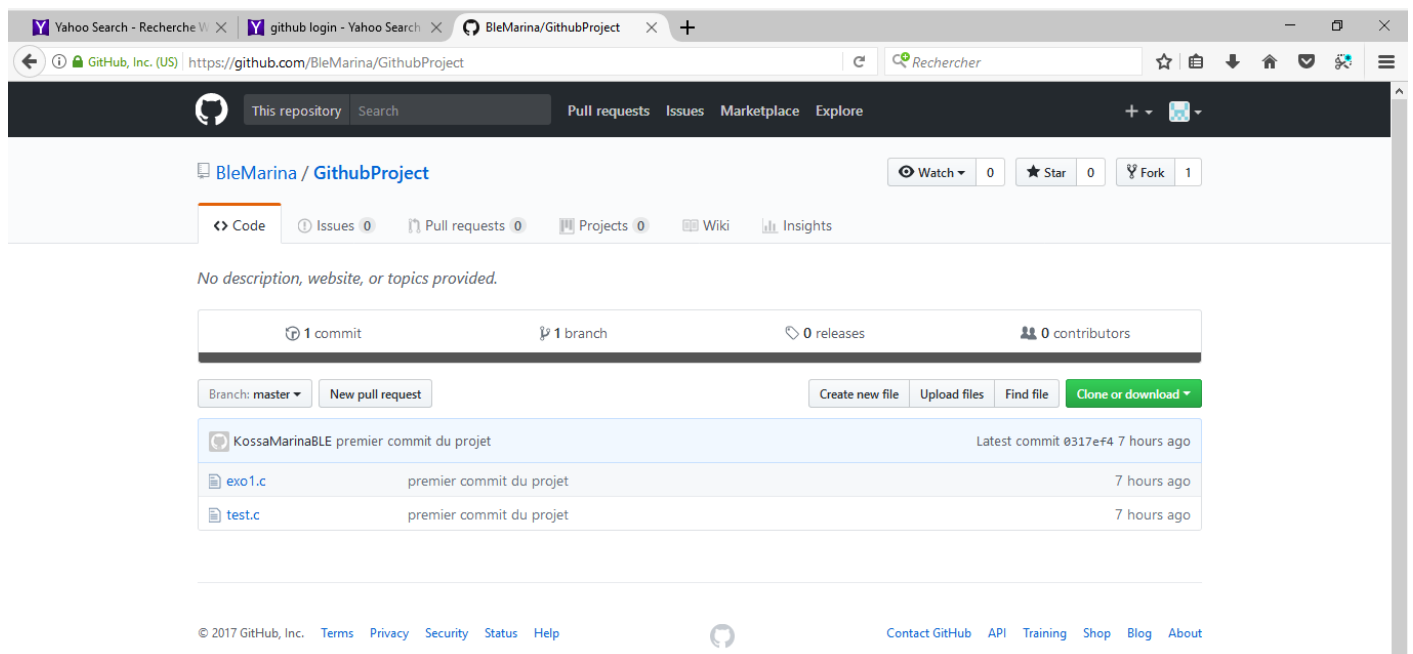 Yahoo Search - Recherche W
github login - Yahoo Search
BleMarina/GithubProject
GitHub, Inc. (US) https://github.com/BleMarina/GithubProject
Rechercher
This repository Search Pull requests Issues Marketplace Explore
BleMarina / GithubProject
Watch 0 Star 0 Fork 1
Code Issues 0 Pull requests 0 Projects 0 Wiki Insights
No description, website, or topics provided.
1 commit 1 branch 0 releases 0 contributors
Branch: master New pull request Create new file Upload files Find file Clone or download
KossaMarinaBLE premier commit du projet Latest commit 0317ef4 7 hours ago
exo1.c premier commit du projet 7 hours ago
test.c premier commit du projet 7 hours ago
© 2017 GitHub, Inc. Terms Privacy Security Status Help Contact GitHub API Training Shop Blog About